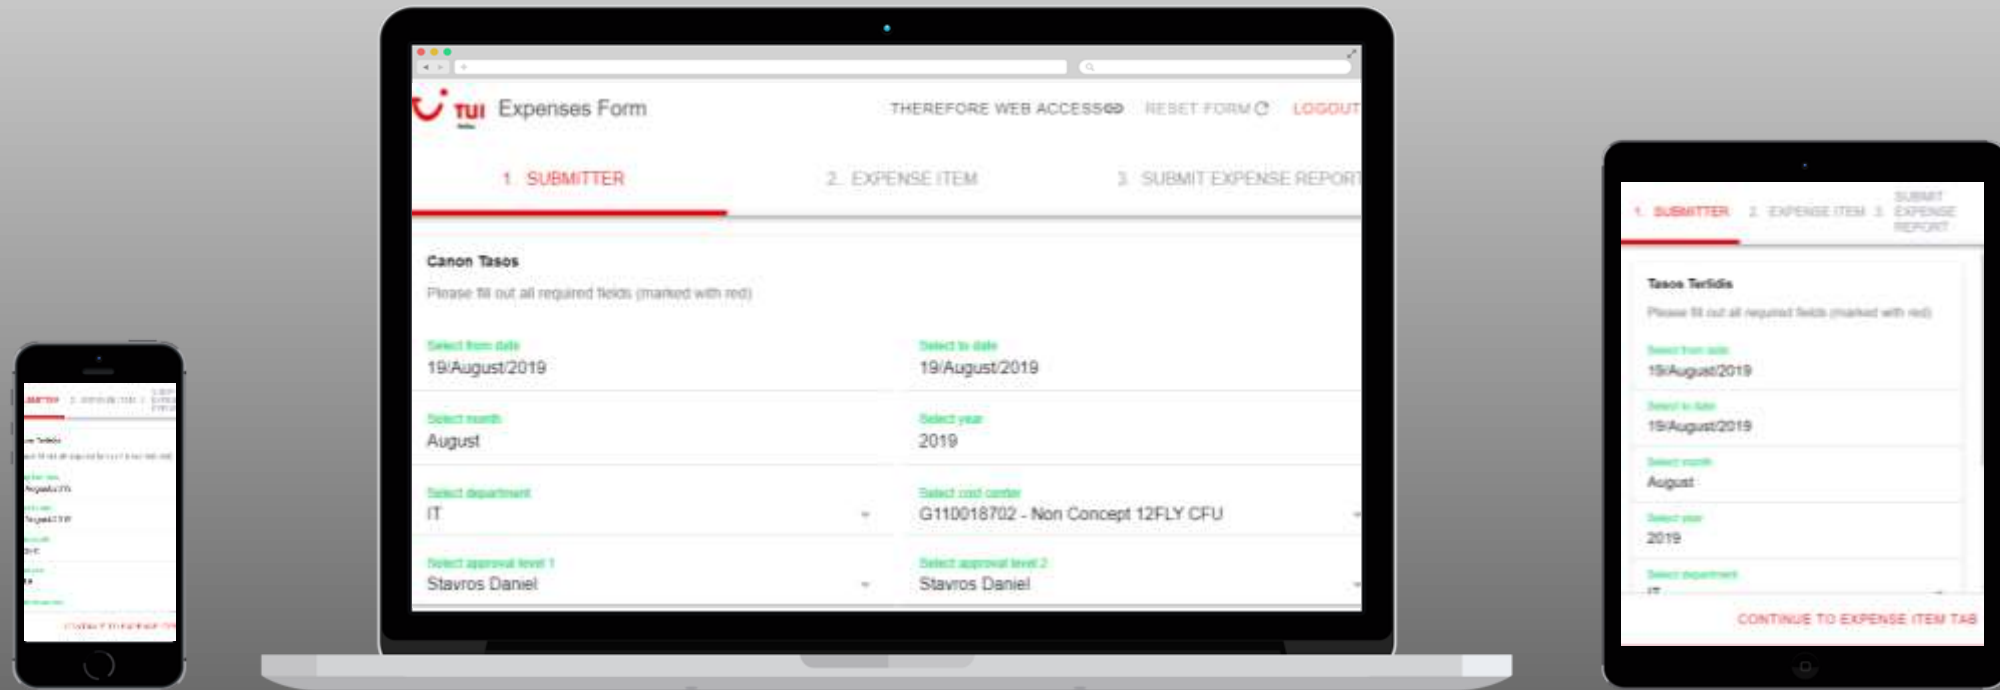 TUI Expenses Form
THEREFORE WEB ACCESS RESET FORM LOGOUT
1. SUBMITTER 2. EXPENSE ITEM 3. SUBMIT EXPENSE REPORT
Canon Tasos
Please fill out all required fields (marked with red)
Select from date Select to date
19/August/2019 19/August/2019
Select month Select year
August 2019
Select department Select cost center
IT G110018702 - Non Concept 12FLY CFU
Select approval level 1 Select approval level 2
Stavros Daniel Stavros Daniel
1. SUBMITTER 2. EXPENSE ITEM 3. SUBMIT
EXPENSE
REPORT
Tasos Terlidis
Please fill out all required fields (marked with red)
Select from date
19/August/2019
Select to date
19/August/2019
Select month
August
Select year
2019
Select department
IT
CONTINUE TO EXPENSE ITEM TAB